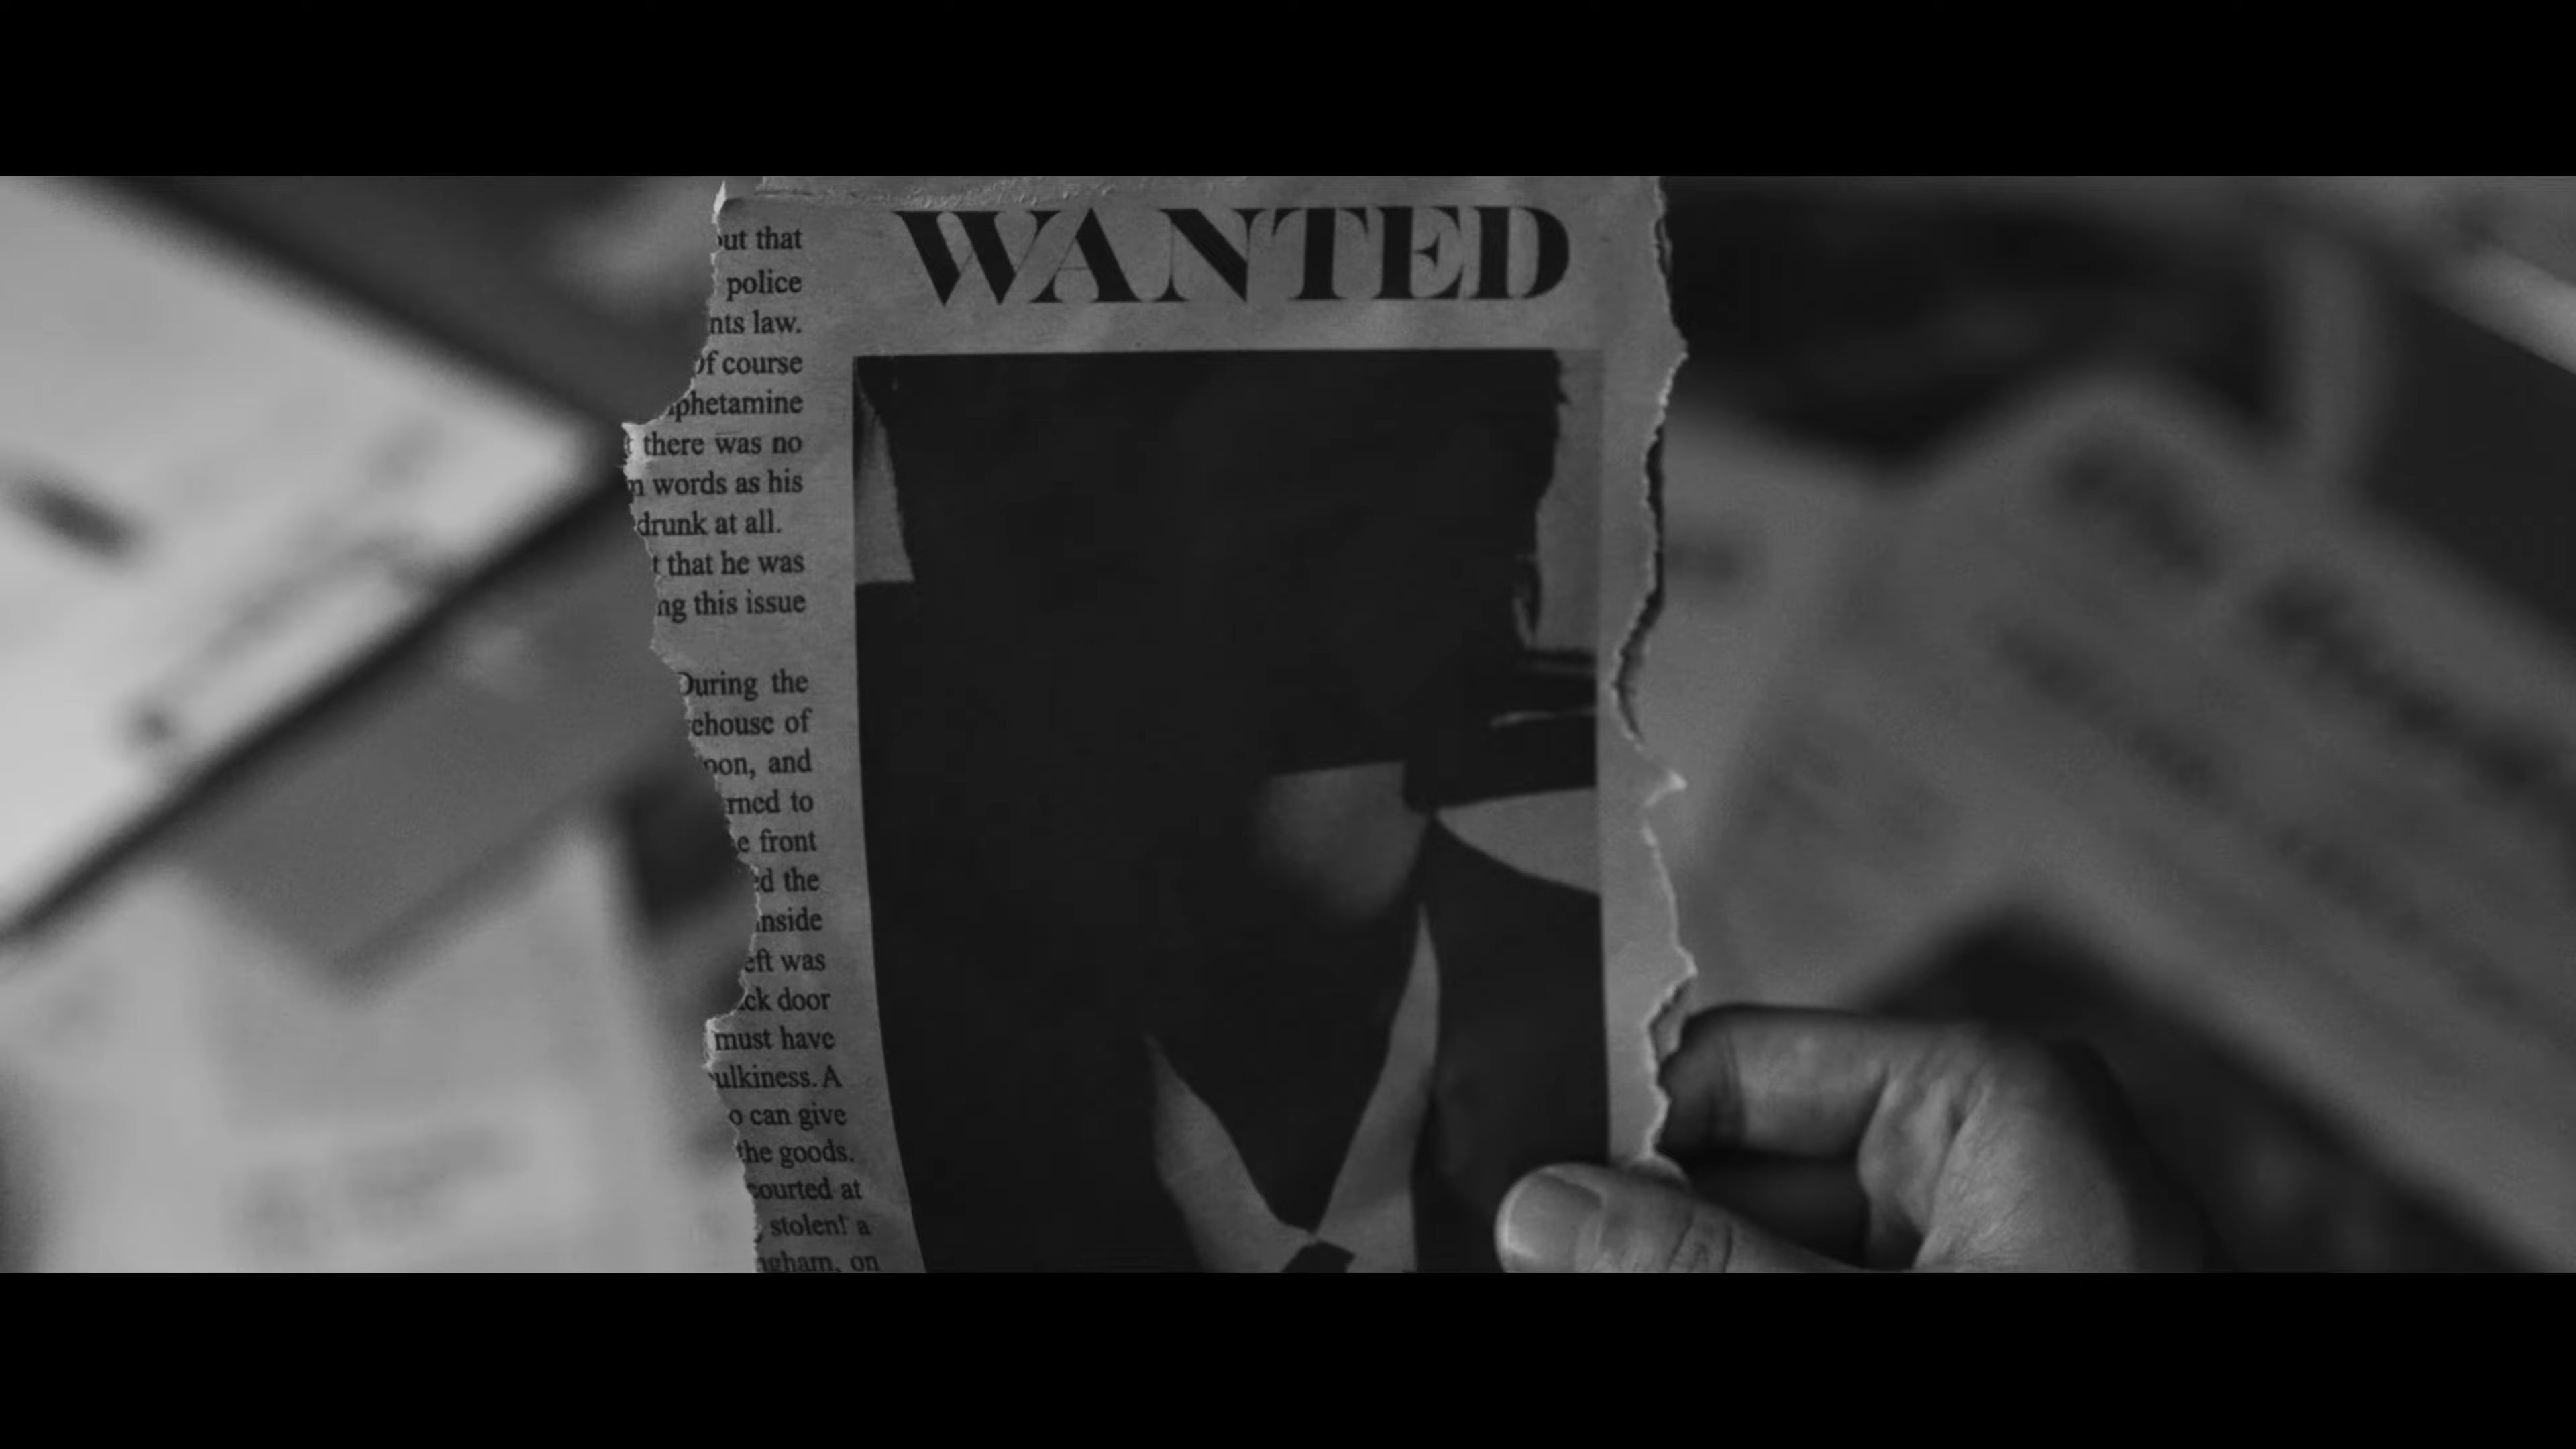 WANTED
ut that
police
nts law.
Of course
phetamine
there was no
n words as his
drunk at all.
t that he was
ng this issue
During the
ehouse of
oon, and
rned to
e front
ed the
inside
eft was
ck door
must have
ulkiness. A
o can give
the goods.
courted at
stolen! a
ngham, on